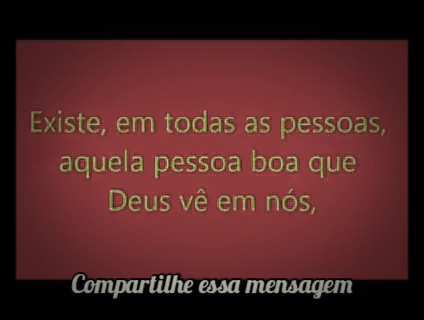 Existe, em todas as pessoas,
aquela pessoa boa que
Deus vê em nós,
Compartilhe essa mensagem